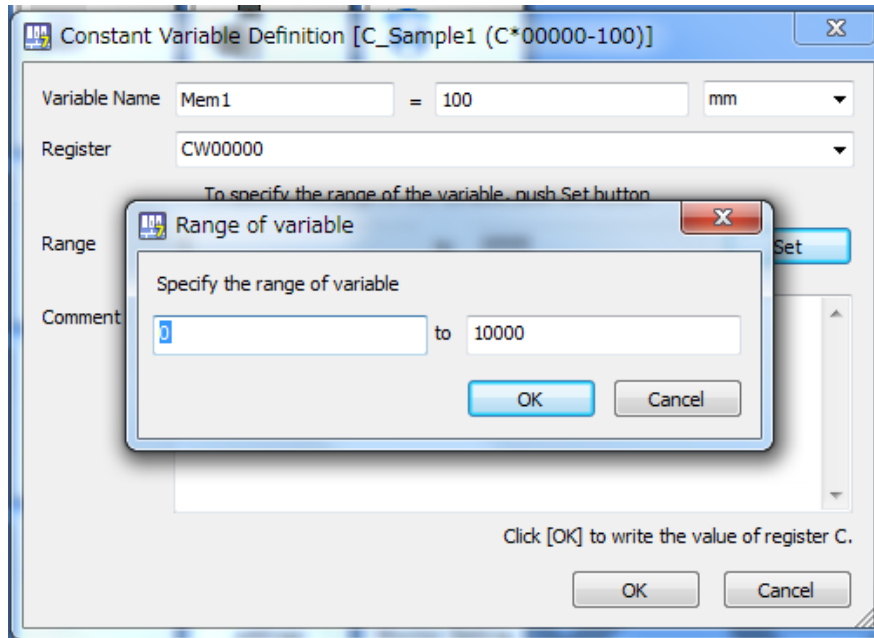 Constant Variable Definition [C_Sample1 (C*00000-100)]
Variable Name Mem1 = 100 mm
Register CW00000
To specify the range of the variable, push Set button
Range Set
Range of variable
Specify the range of variable
0 to 10000
OK Cancel
Comment
Click [OK] to write the value of register C.
OK Cancel